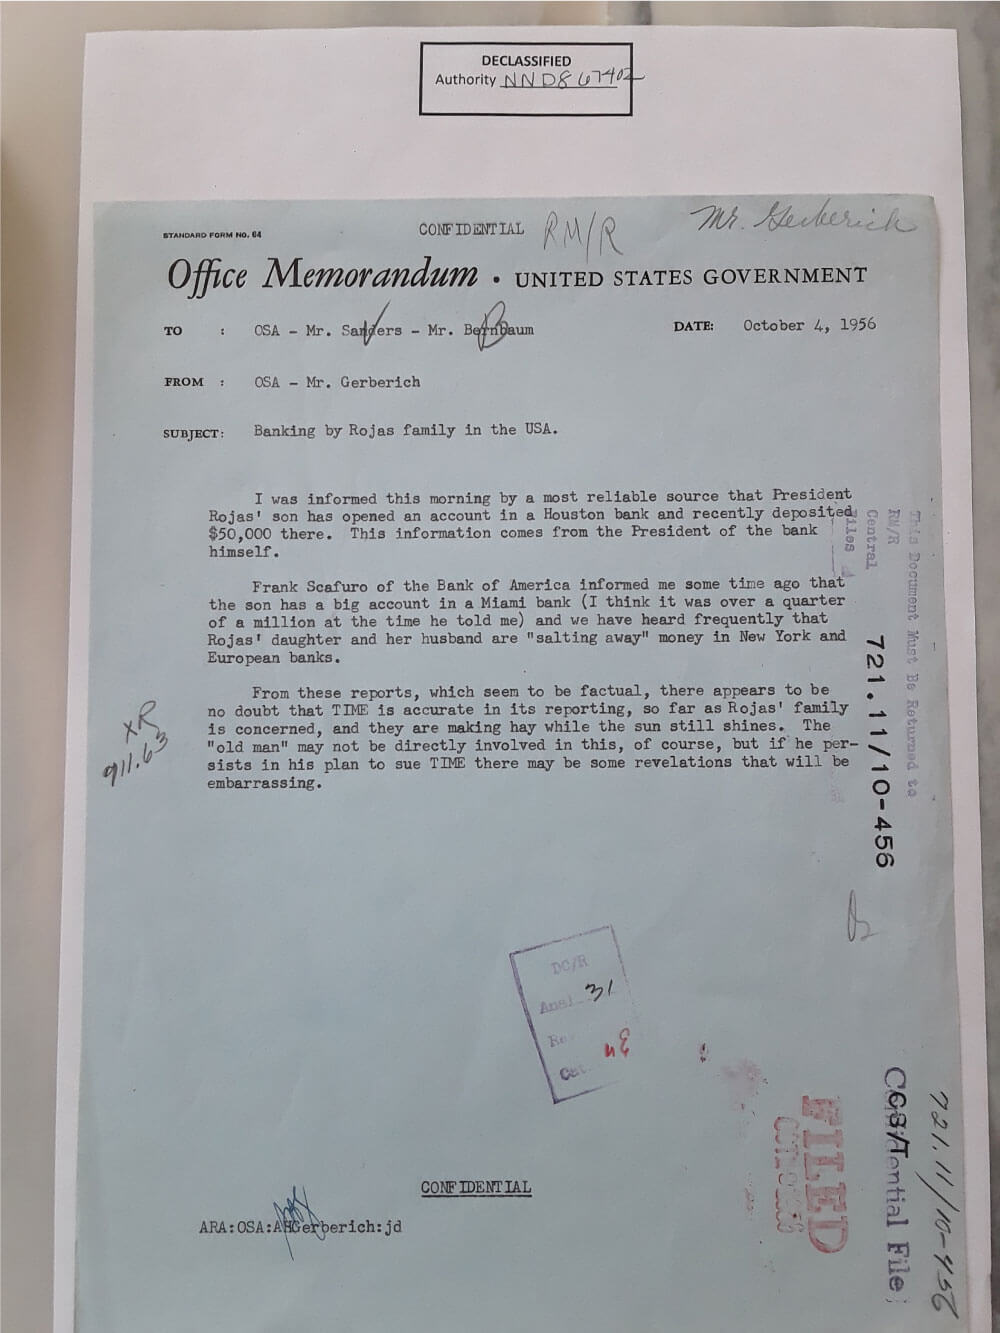 DECLASSIFIED
Authority NND867402
STANDARD FORM NO. 64
CONFIDENTIAL
RM/R
Mr. Gerberich
Office Memorandum • UNITED STATES GOVERNMENT
TO : OSA - Mr. Sanders - Mr. Bernbaum
DATE: October 4, 1956
FROM : OSA - Mr. Gerberich
SUBJECT: Banking by Rojas family in the USA.
I was informed this morning by a most reliable source that President
Rojas' son has opened an account in a Houston bank and recently deposited
$50,000 there. This information comes from the President of the bank
himself.
Frank Scafuro of the Bank of America informed me some time ago that
the son has a big account in a Miami bank (I think it was over a quarter
of a million at the time he told me) and we have heard frequently that
Rojas' daughter and her husband are "salting away" money in New York and
European banks.
From these reports, which seem to be factual, there appears to be
no doubt that TIME is accurate in its reporting, so far as Rojas' family
is concerned, and they are making hay while the sun still shines. The
"old man" may not be directly involved in this, of course, but if he per-
sists in his plan to sue TIME there may be some revelations that will be
embarrassing.
XR
911.63
This Document Must Be Returned to
RM/R
Central
Files
721.11/10-456
DC/R
Anal 31
Re
Cat
FILED
Confidential File
721.11/10-456
CONFIDENTIAL
ARA:OSA:AHGerberich:jd